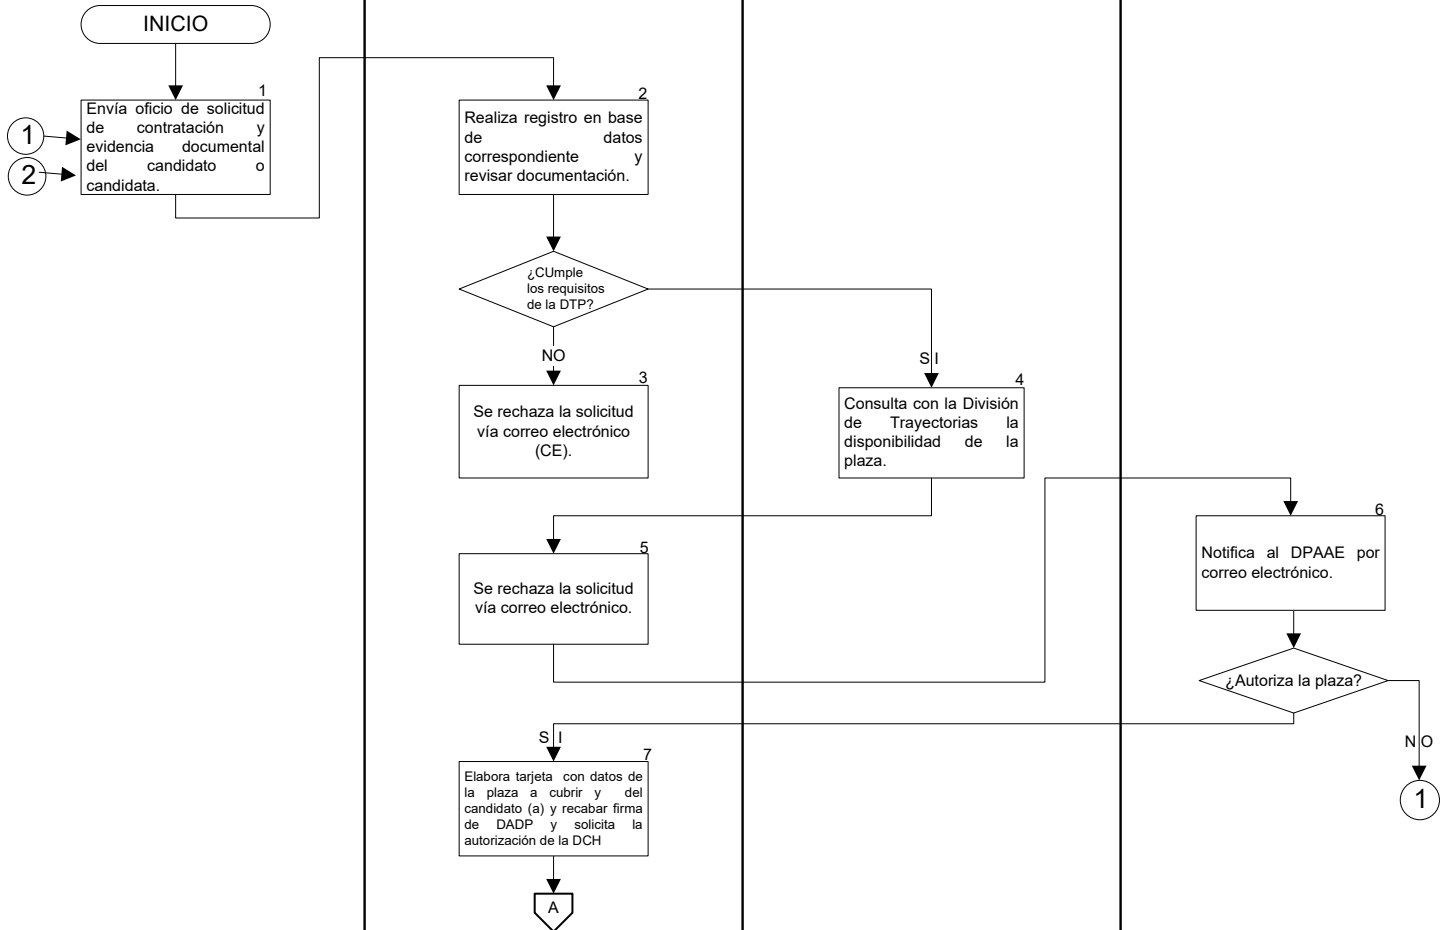 INICIO
1
Envía oficio de solicitud
de contratación y
evidencia documental
del candidato o
candidata.
1
2
2
Realiza registro en base
de datos
correspondiente y
revisar documentación.
¿CUmple
los requisitos
de la DTP?
NO
SI
3
Se rechaza la solicitud
vía correo electrónico
(CE).
4
Consulta con la División
de Trayectorias la
disponibilidad de la
plaza.
5
Se rechaza la solicitud
vía correo electrónico.
6
Notifica al DPAAE por
correo electrónico.
¿Autoriza la plaza?
SI
NO
7
Elabora tarjeta con datos de
la plaza a cubrir y del
candidato (a) y recabar firma
de DADP y solicita la
autorización de la DCH
1
A